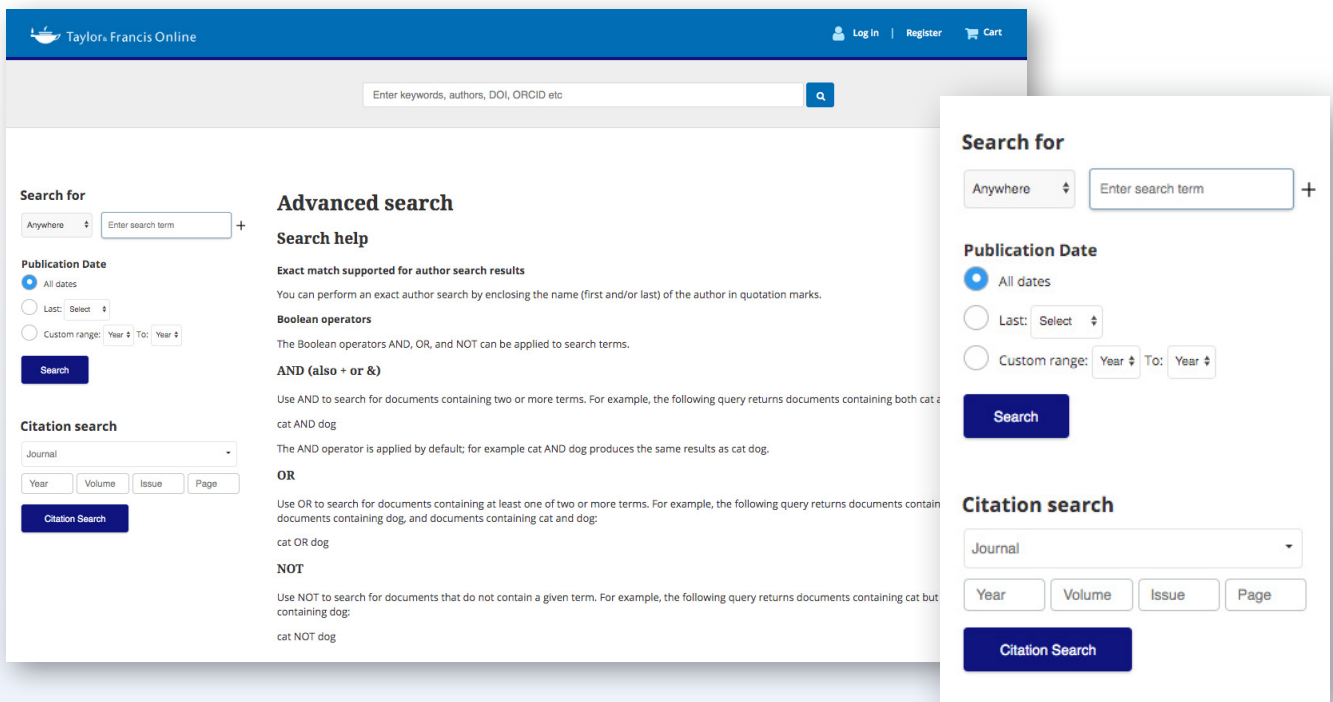 Taylor & Francis Online
Log in | Register Cart
Enter keywords, authors, DOI, ORCID etc
Search for
Anywhere Enter search term +
Publication Date
All dates
Last: Select
Custom range: Year To: Year
Search
Citation search
Journal
Year Volume Issue Page
Citation Search
Advanced search
Search help
Exact match supported for author search results
You can perform an exact author search by enclosing the name (first and/or last) of the author in quotation marks.
Boolean operators
The Boolean operators AND, OR, and NOT can be applied to search terms.
AND (also + or &)
Use AND to search for documents containing two or more terms. For example, the following query returns documents containing both cat a
cat AND dog
The AND operator is applied by default; for example cat AND dog produces the same results as cat dog.
OR
Use OR to search for documents containing at least one of two or more terms. For example, the following query returns documents contain
documents containing dog, and documents containing cat and dog:
cat OR dog
NOT
Use NOT to search for documents that do not contain a given term. For example, the following query returns documents containing cat but
containing dog:
cat NOT dog
Search for
Anywhere Enter search term +
Publication Date
All dates
Last: Select
Custom range: Year To: Year
Search
Citation search
Journal
Year Volume Issue Page
Citation Search